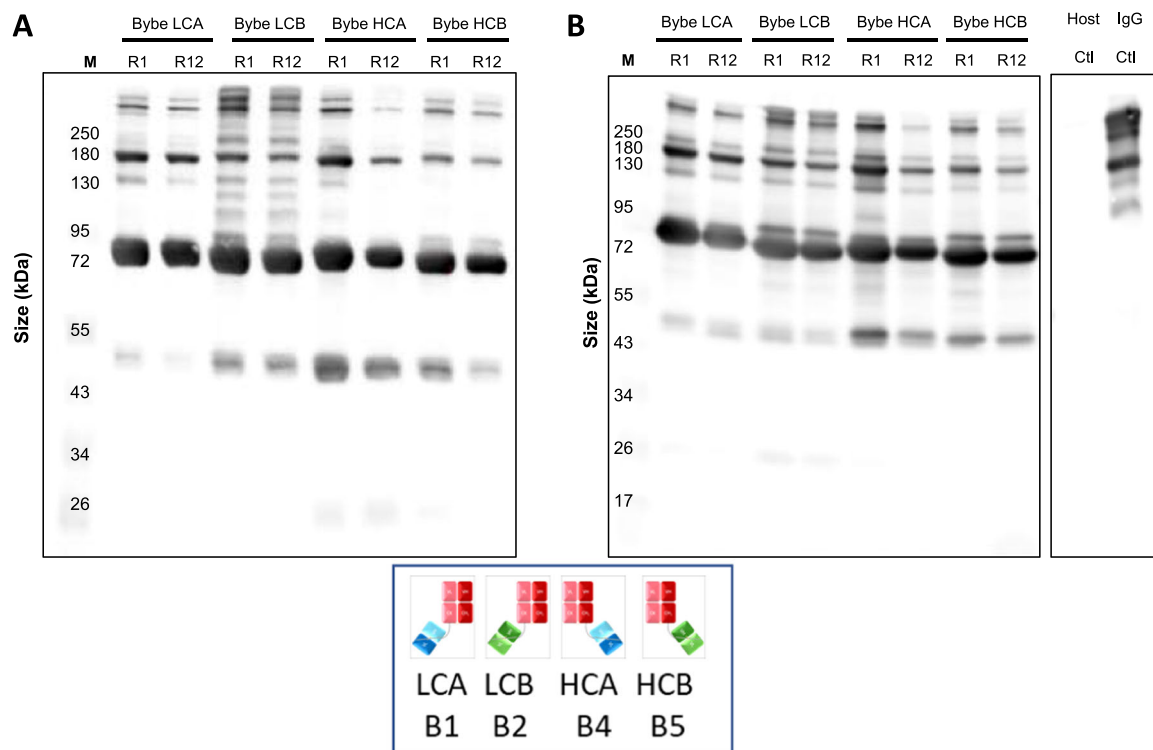 A
Bybe LCA Bybe LCB Bybe HCA Bybe HCB
M R1 R12 R1 R12 R1 R12 R1 R12
250
180
130
95
72
55
43
34
26
Size (kDa)
B
Bybe LCA Bybe LCB Bybe HCA Bybe HCB
M R1 R12 R1 R12 R1 R12 R1 R12
250
180
130
95
72
55
43
34
26
17
Size (kDa)
Host IgG
Ctl Ctl
LCA LCB HCA HCB
B1 B2 B4 B5